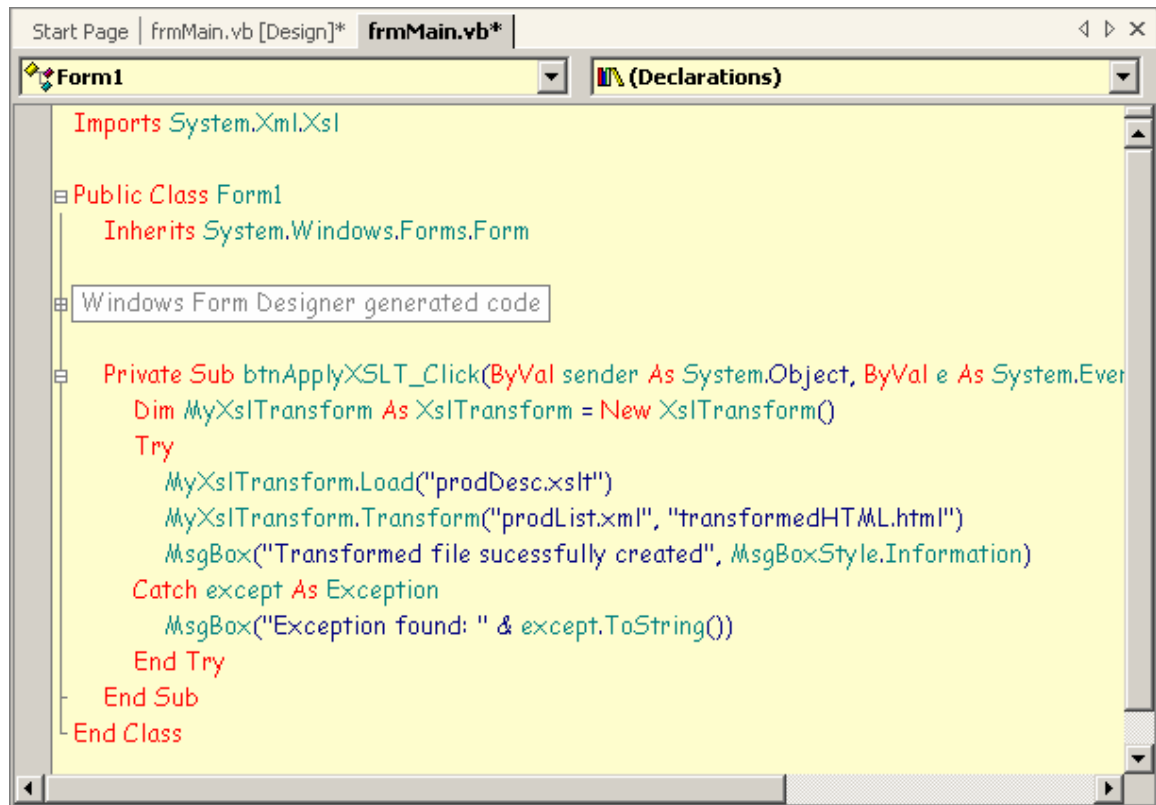 Start Page frmMain.vb [Design]* frmMain.vb*
Form1 (Declarations)
Imports System.Xml.Xsl
Public Class Form1
Inherits System.Windows.Forms.Form
Windows Form Designer generated code
Private Sub btnApplyXSLT_Click(ByVal sender As System.Object, ByVal e As System.Ever
Dim MyXslTransform As XslTransform = New XslTransform()
Try
MyXslTransform.Load("prodDesc.xslt")
MyXslTransform.Transform("prodList.xml", "transformedHTML.html")
MsgBox("Transformed file sucessfully created", MsgBoxStyle.Information)
Catch except As Exception
MsgBox("Exception found: " & except.ToString())
End Try
End Sub
End Class